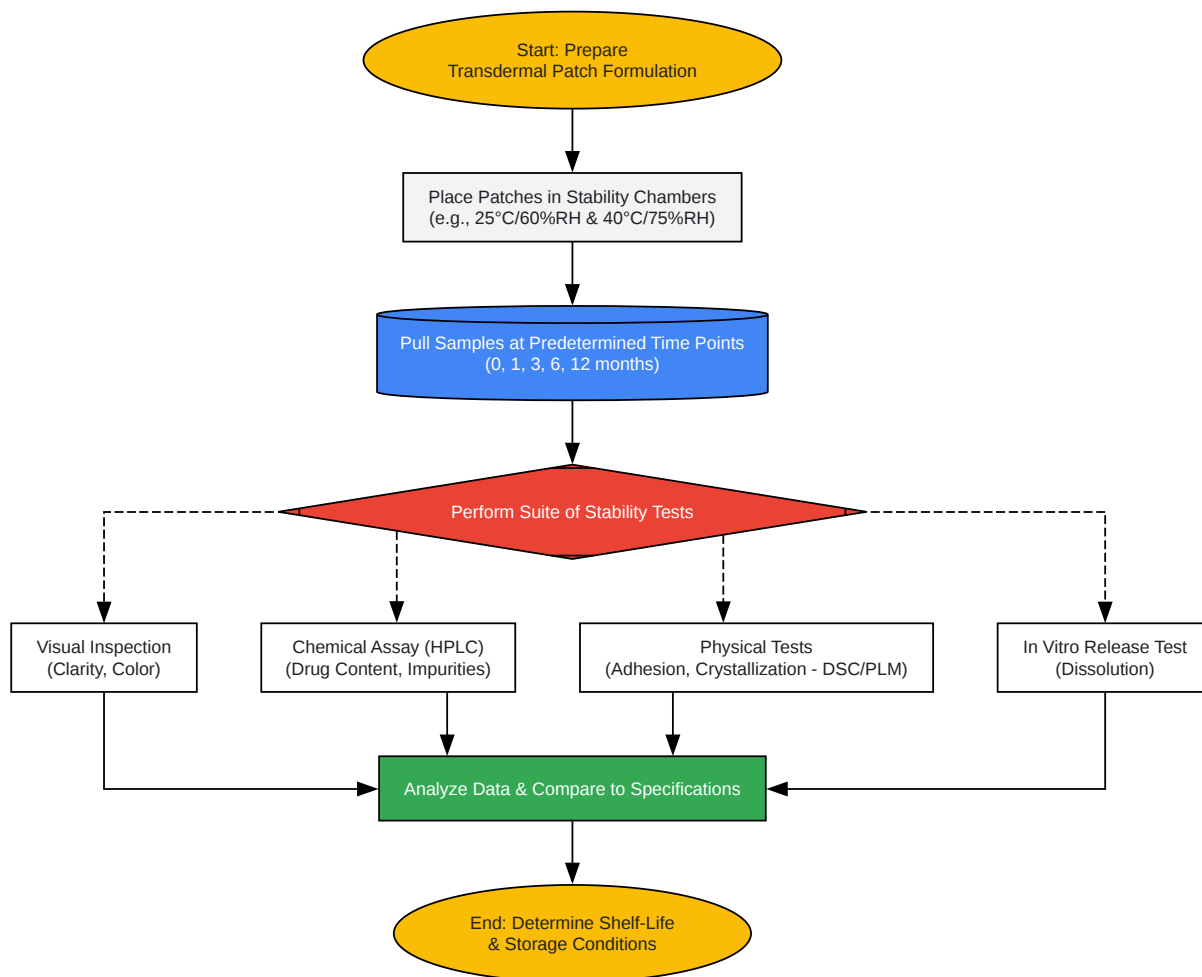 Start: Prepare
Transdermal Patch Formulation
Place Patches in Stability Chambers
(e.g., 25°C/60%RH & 40°C/75%RH)
Pull Samples at Predetermined Time Points
(0, 1, 3, 6, 12 months)
Perform Suite of Stability Tests
Visual Inspection
(Clarity, Color)
Chemical Assay (HPLC)
(Drug Content, Impurities)
Physical Tests
(Adhesion, Crystallization - DSC/PLM)
In Vitro Release Test
(Dissolution)
Analyze Data & Compare to Specifications
End: Determine Shelf-Life
& Storage Conditions